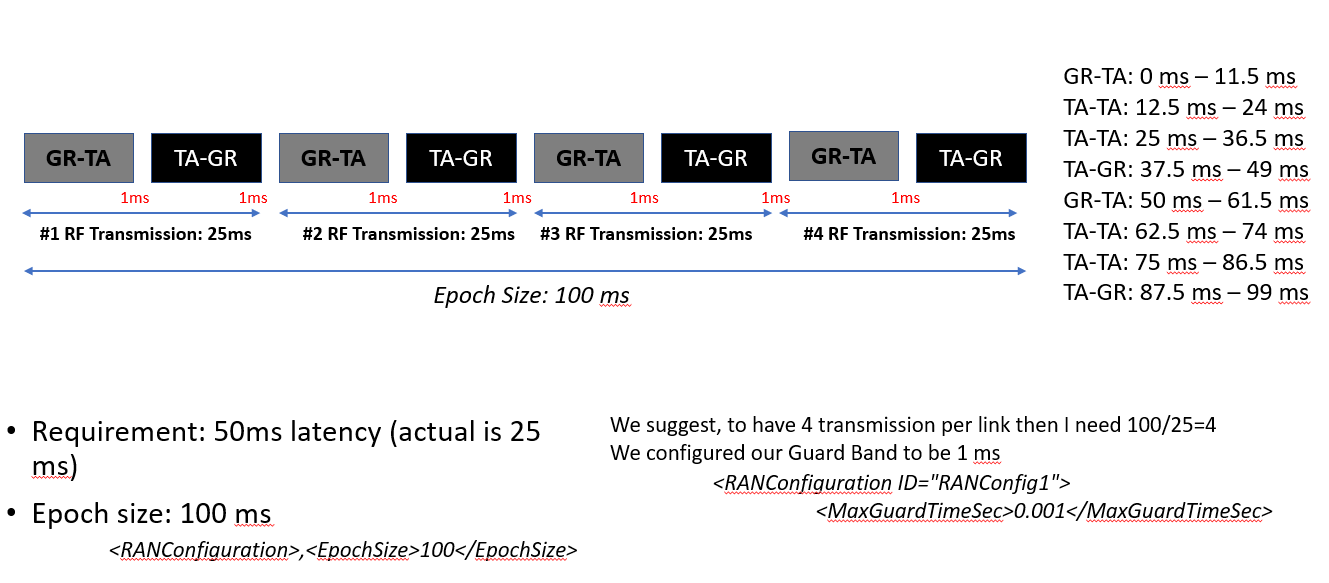 GR-TA TA-GR GR-TA TA-GR GR-TA TA-GR GR-TA TA-GR
1ms 1ms 1ms 1ms 1ms 1ms 1ms
#1 RF Transmission: 25ms #2 RF Transmission: 25ms #3 RF Transmission: 25ms #4 RF Transmission: 25ms
Epoch Size: 100 ms
GR-TA: 0 ms – 11.5 ms
TA-TA: 12.5 ms – 24 ms
TA-TA: 25 ms – 36.5 ms
TA-GR: 37.5 ms – 49 ms
GR-TA: 50 ms – 61.5 ms
TA-TA: 62.5 ms – 74 ms
TA-TA: 75 ms – 86.5 ms
TA-GR: 87.5 ms – 99 ms
• Requirement: 50ms latency (actual is 25
ms)
• Epoch size: 100 ms
<RANConfiguration>,<EpochSize>100</EpochSize>
We suggest, to have 4 transmission per link then I need 100/25=4
We configured our Guard Band to be 1 ms
<RANConfiguration ID="RANConfig1">
<MaxGuardTimeSec>0.001</MaxGuardTimeSec>